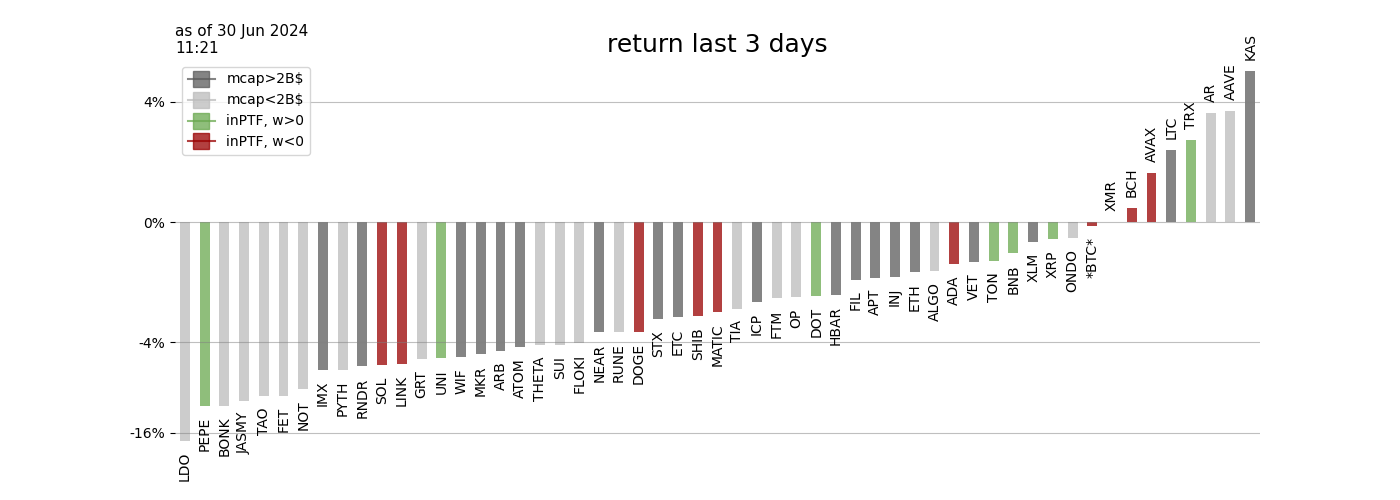 as of 30 Jun 2024
11:21
return last 3 days
mcap>2B$
mcap<2B$
inPTF, w>0
inPTF, w<0
4%
0%
-4%
-16%
LDO
PEPE
BONK
JASMY
TAO
FET
NOT
IMX
PYTH
RNDR
SOL
LINK
GRT
UNI
WIF
MKR
ARB
ATOM
THETA
SUI
FLOKI
NEAR
RUNE
DOGE
STX
ETC
SHIB
MATIC
TIA
ICP
FTM
OP
DOT
HBAR
FIL
APT
INJ
ETH
ALGO
ADA
VET
TON
BNB
XLM
XRP
ONDO
*BTC*
XMR
BCH
AVAX
LTC
TRX
AR
AAVE
KAS